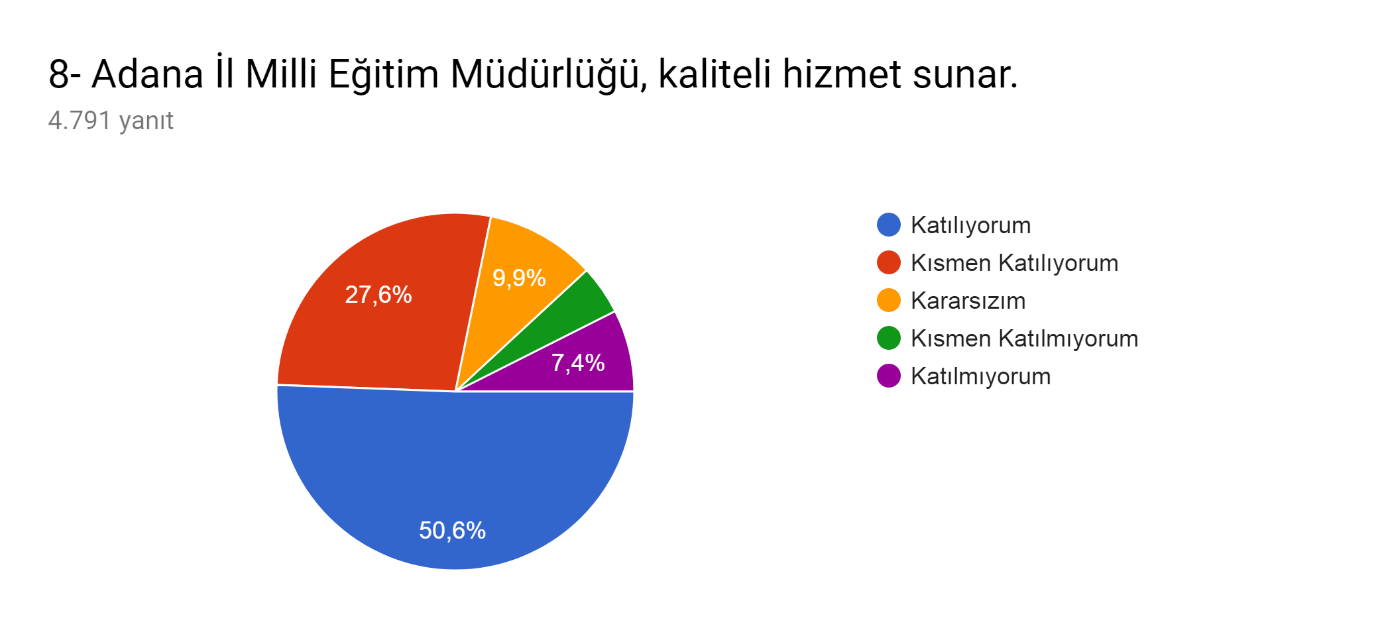 8- Adana İl Milli Eğitim Müdürlüğü, kaliteli hizmet sunar.
4.791 yanıt
Katılıyorum
Kısmen Katılıyorum
Kararsızım
Kısmen Katılmıyorum
Katılmıyorum
9,9%
27,6%
7,4%
50,6%